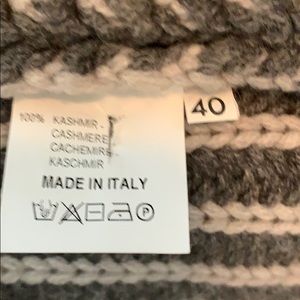 40
100% KASHMIR -
CASHMERE
CACHEMIRE-
KASCHMIR
MADE IN ITALY
P